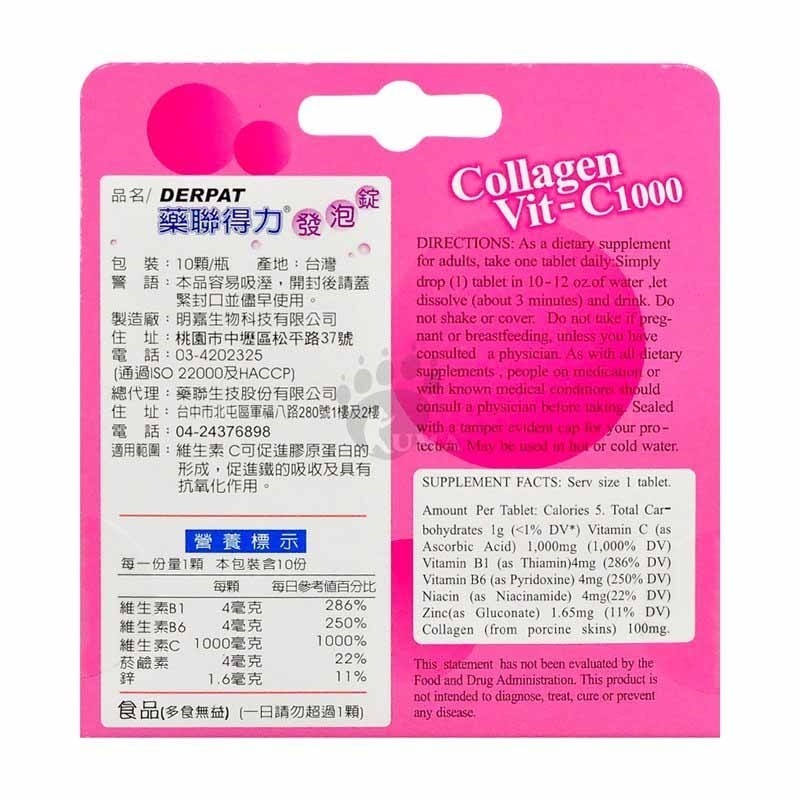 品名/ DERPAT
藥聯得力® 發泡錠
包 裝：10顆/瓶 產地：台灣
警 語：本品容易吸溼，開封後請蓋
緊封口並儘早使用。
製造廠：明嘉生物科技有限公司
住 址：桃園市中壢區松平路37號
電 話：03-4202325
(通過ISO 22000及HACCP)
總代理：藥聯生技股份有限公司
住 址：台中市北屯區軍福八路280號1樓及2樓
電 話：04-24376898
適用範圍：維生素 C可促進膠原蛋白的
形成，促進鐵的吸收及具有
抗氧化作用。
營養標示
每一份量1顆 本包裝含10份
每顆 每日參考值百分比
維生素B1 4毫克 286%
維生素B6 4毫克 250%
維生素C 1000毫克 1000%
菸鹼素 4毫克 22%
鋅 1.6毫克 11%
食品(多食無益) (一日請勿超過1顆)
Collagen
Vit-C1000
DIRECTIONS: As a dietary supplement
for adults, take one tablet daily:Simply
drop (1) tablet in 10-12 oz.of water ,let
dissolve (about 3 minutes) and drink. Do
not shake or cover. Do not take if preg-
nant or breastfeeding, unless you have
consulted a physician. As with all dietary
supplements , people on medication or
with known medical conditions should
consult a physician before taking. Sealed
with a tamper evident cap for your pro-
tection. May be used in hot or cold water.
SUPPLEMENT FACTS: Serv size 1 tablet.
Amount Per Tablet: Calories 5. Total Car-
bohydrates 1g (<1% DV*) Vitamin C (as
Ascorbic Acid) 1,000mg (1,000% DV)
Vitamin B1 (as Thiamin)4mg (286% DV)
Vitamin B6 (as Pyridoxine) 4mg (250% DV)
Niacin (as Niacinamide) 4mg(22% DV)
Zinc(as Gluconate) 1.65mg (11% DV)
Collagen (from porcine skins) 100mg.
This statement has not been evaluated by the
Food and Drug Administration. This product is
not intended to diagnose, treat, cure or prevent
any disease.